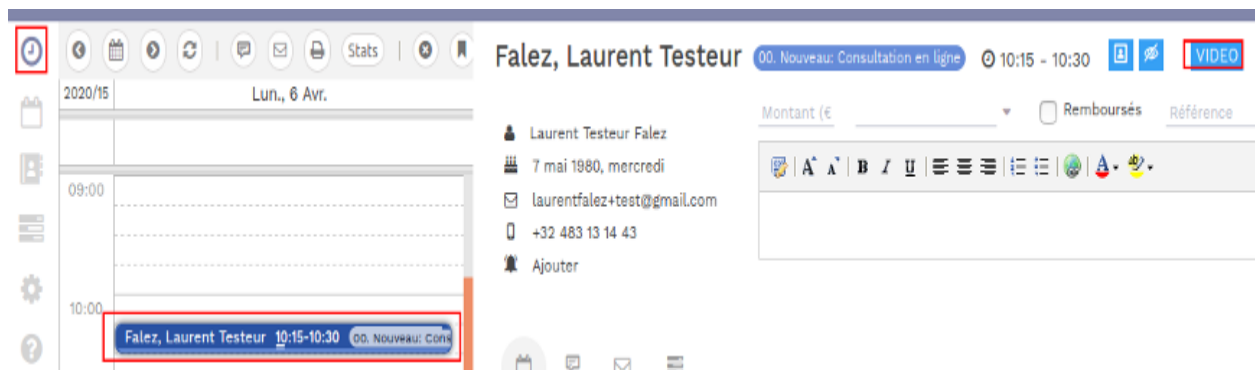 Stats
2020/15 Lun., 6 Avr.
09:00
10:00
Falez, Laurent Testeur 10:15-10:30 00. Nouveau: Cons
Falez, Laurent Testeur 00. Nouveau: Consultation en ligne 10:15 - 10:30 VIDEO
Montant (€ Remboursés Référence
Laurent Testeur Falez
7 mai 1980, mercredi
laurentfalez+test@gmail.com
+32 483 13 14 43
Ajouter
A A B I U A ab